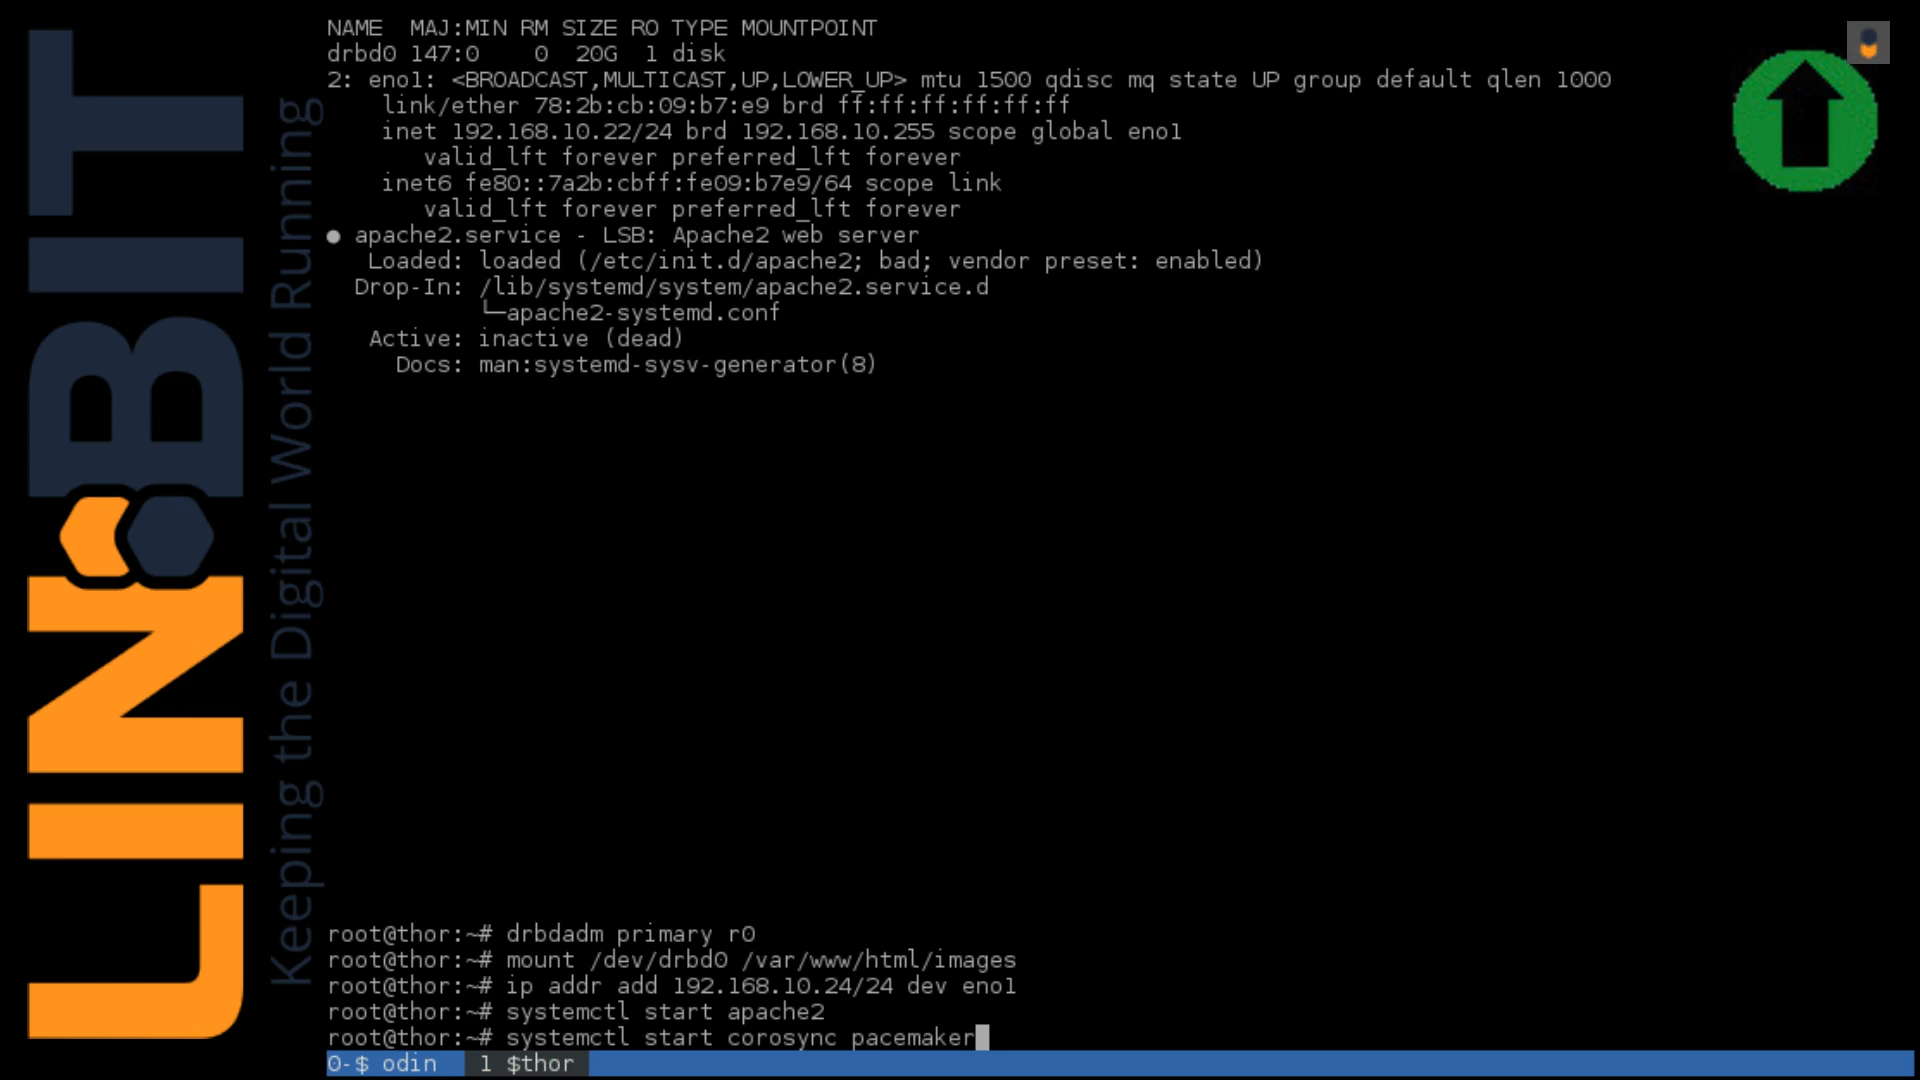 LINBIT
Keeping the Digital World Running
NAME  MAJ:MIN RM SIZE RO TYPE MOUNTPOINT
drbd0 147:0    0  20G  1 disk
2: eno1: <BROADCAST,MULTICAST,UP,LOWER_UP> mtu 1500 qdisc mq state UP group default qlen 1000
    link/ether 78:2b:cb:09:b7:e9 brd ff:ff:ff:ff:ff:ff
    inet 192.168.10.22/24 brd 192.168.10.255 scope global eno1
       valid_lft forever preferred_lft forever
    inet6 fe80::7a2b:cbff:fe09:b7e9/64 scope link
       valid_lft forever preferred_lft forever
● apache2.service - LSB: Apache2 web server
   Loaded: loaded (/etc/init.d/apache2; bad; vendor preset: enabled)
  Drop-In: /lib/systemd/system/apache2.service.d
           └─apache2-systemd.conf
   Active: inactive (dead)
     Docs: man:systemd-sysv-generator(8)
root@thor:~# drbdadm primary r0
root@thor:~# mount /dev/drbd0 /var/www/html/images
root@thor:~# ip addr add 192.168.10.24/24 dev eno1
root@thor:~# systemctl start apache2
root@thor:~# systemctl start corosync pacemaker
0-$ odin   1 $thor